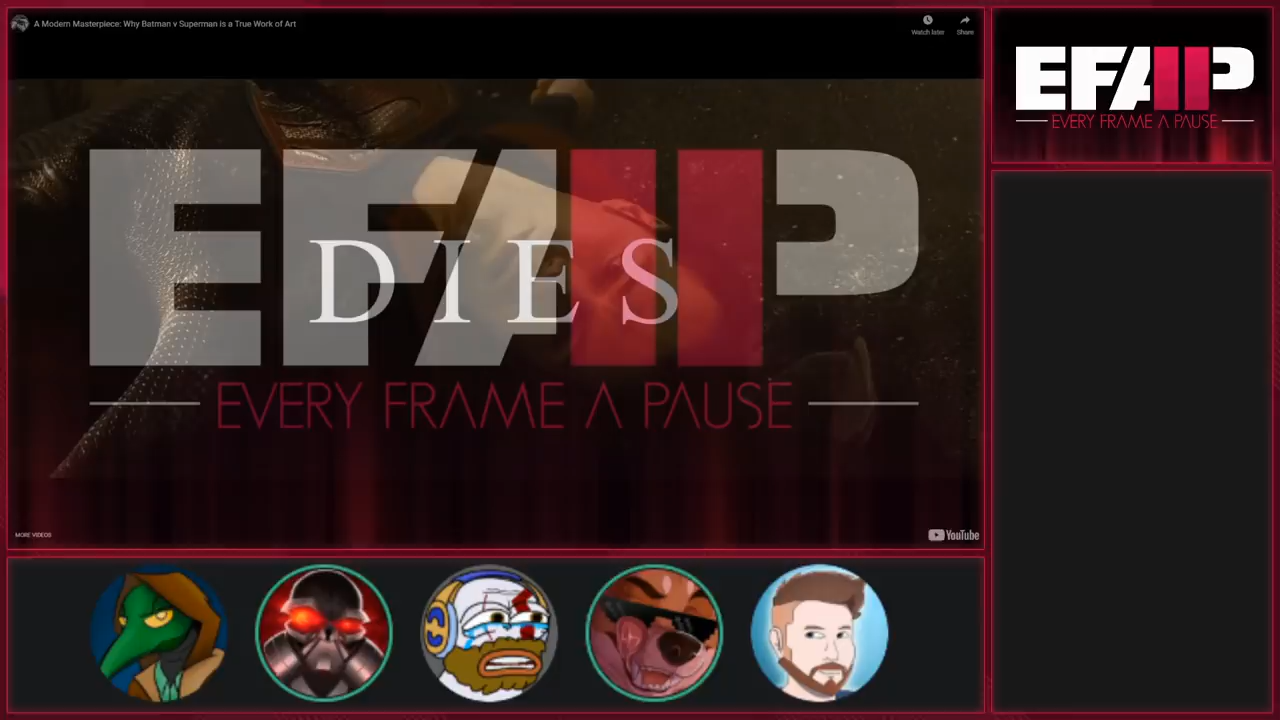 A Modern Masterpiece: Why Batman v Superman is a True Work of Art
Watch later
Share
EFAP
EVERY FRAME A PAUSE
EFAP
DIES
EVERY FRAME A PAUSE
MORE VIDEOS
YouTube